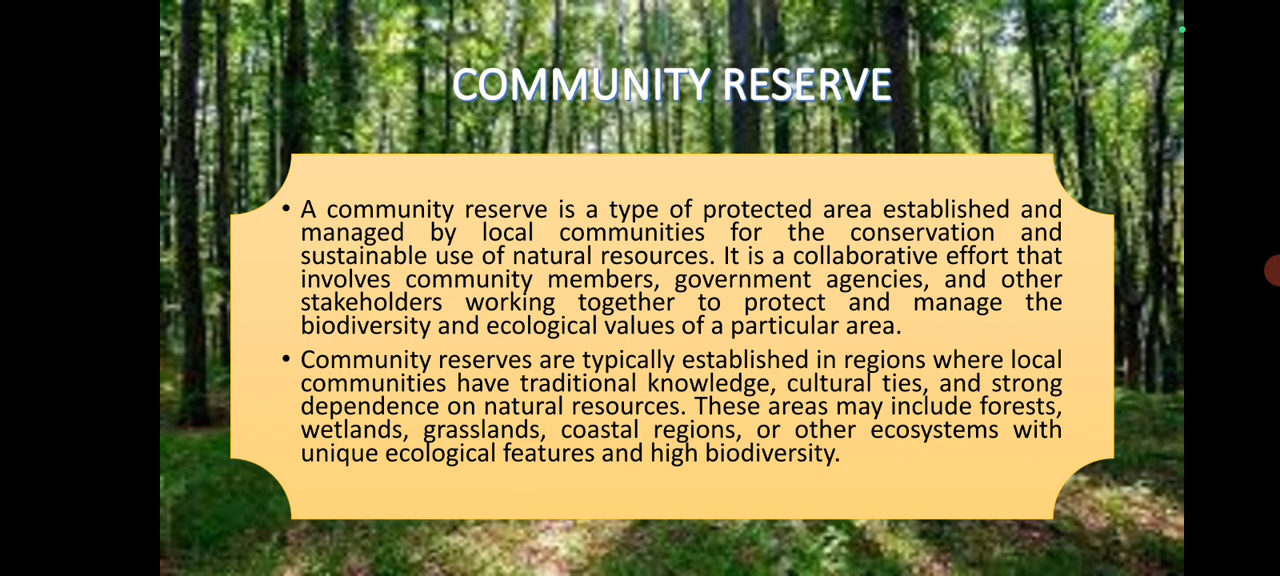 COMMUNITY RESERVE
• A community reserve is a type of protected area established and
managed by local communities for the conservation and
sustainable use of natural resources. It is a collaborative effort that
involves community members, government agencies, and other
stakeholders working together to protect and manage the
biodiversity and ecological values of a particular area.
• Community reserves are typically established in regions where local
communities have traditional knowledge, cultural ties, and strong
dependence on natural resources. These areas may include forests,
wetlands, grasslands, coastal regions, or other ecosystems with
unique ecological features and high biodiversity.